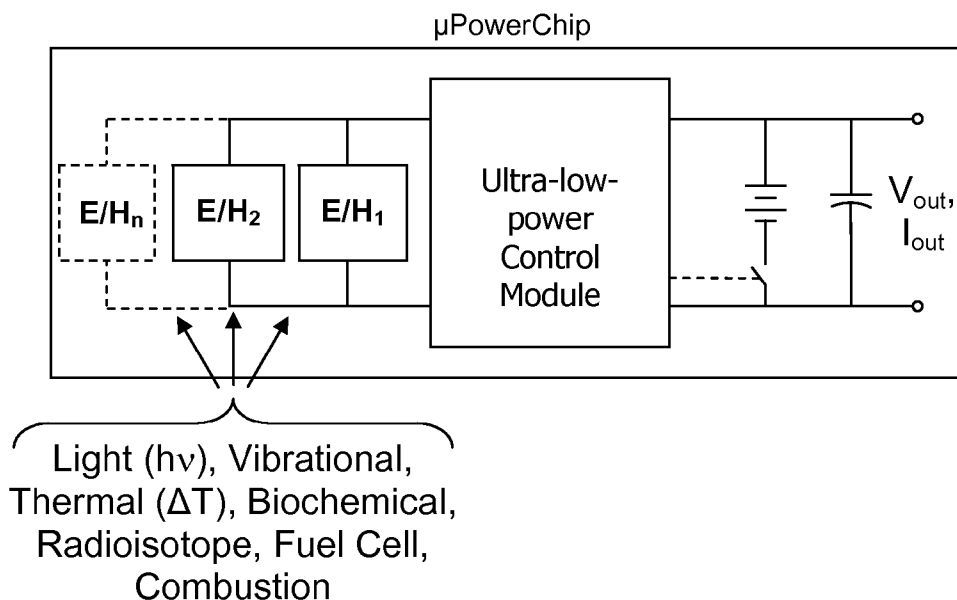 µPowerChip
E/Hn
E/H2
E/H1
Ultra-low-
power
Control
Module
Vout,
Iout
Light (hν), Vibrational,
Thermal (ΔT), Biochemical,
Radioisotope, Fuel Cell,
Combustion